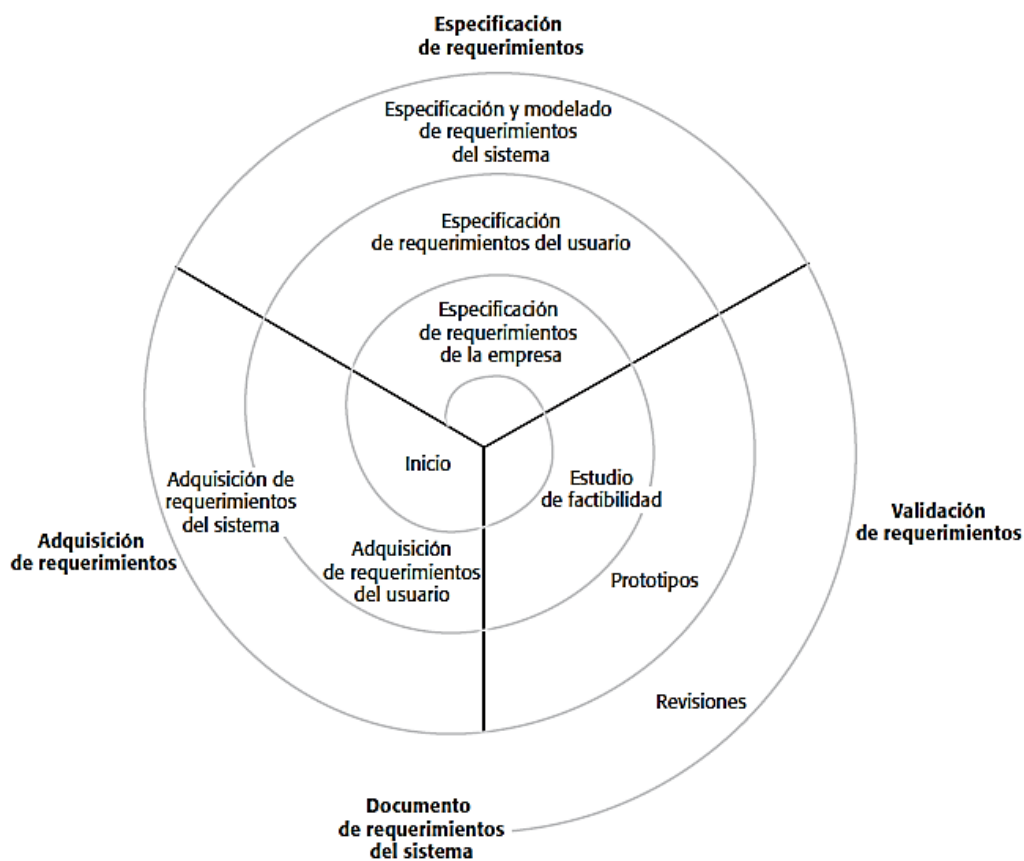 Especificación
de requerimientos
Especificación y modelado
de requerimientos
del sistema
Especificación
de requerimientos del usuario
Especificación
de requerimientos
de la empresa
Inicio
Estudio
de factibilidad
Adquisición de
requerimientos
del sistema
Adquisición
de requerimientos
Validación
de requerimientos
Adquisición
de requerimientos
del usuario
Prototipos
Revisiones
Documento
de requerimientos
del sistema